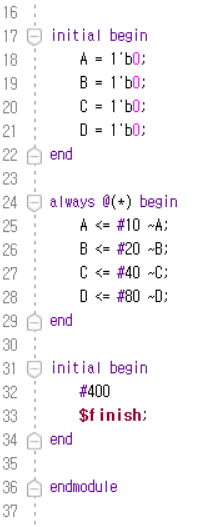 16
17 initial begin
18 A = 1'b0;
19 B = 1'b0;
20 C = 1'b0;
21 D = 1'b0;
22 end
23
24 always @(*) begin
25 A <= #10 ~A;
26 B <= #20 ~B;
27 C <= #40 ~C;
28 D <= #80 ~D;
29 end
30
31 initial begin
32 #400
33 $finish;
34 end
35
36 endmodule
37